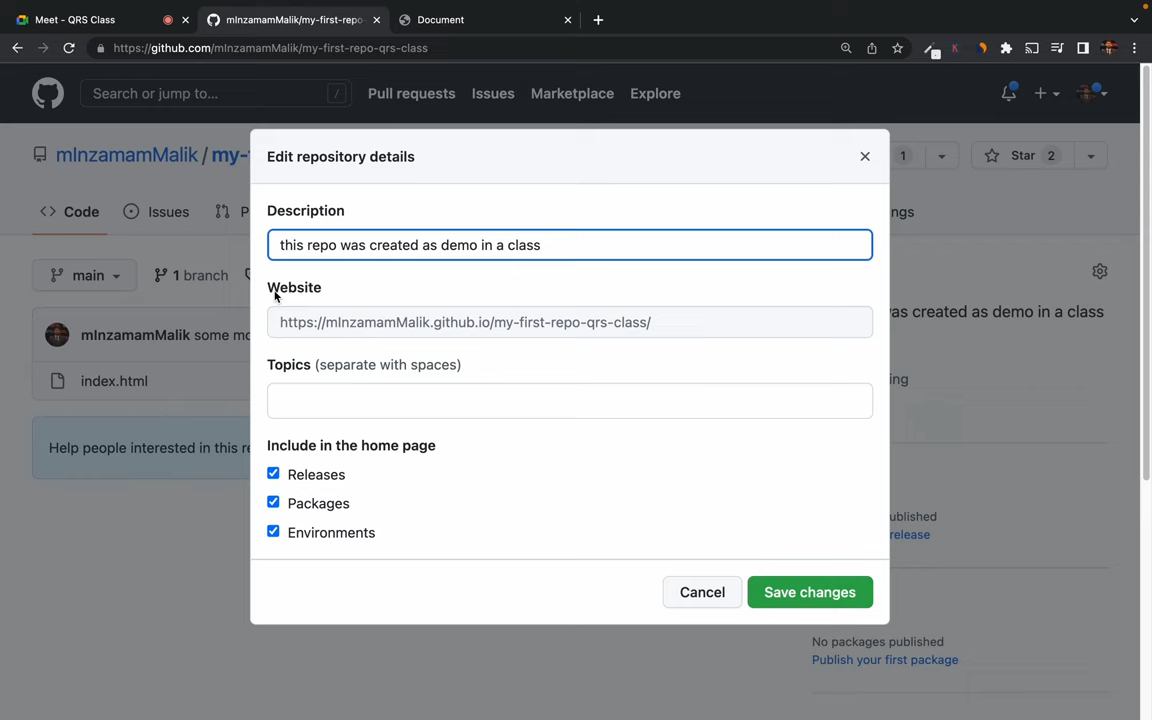 Meet - QRS Class
mInzamamMalik/my-first-repo
Document
https://github.com/mInzamamMalik/my-first-repo-qrs-class
K
Search or jump to...
/
Pull requests
Issues
Marketplace
Explore
mInzamamMalik / my-
1
Star 2
Code
Issues
P
ngs
main
1 branch
mInzamamMalik some mo
index.html
Help people interested in this re
as created as demo in a class
ing
ublished
release
No packages published
Publish your first package
Edit repository details
Description
this repo was created as demo in a class
Website
https://mInzamamMalik.github.io/my-first-repo-qrs-class/
Topics (separate with spaces)
Include in the home page
Releases
Packages
Environments
Cancel
Save changes